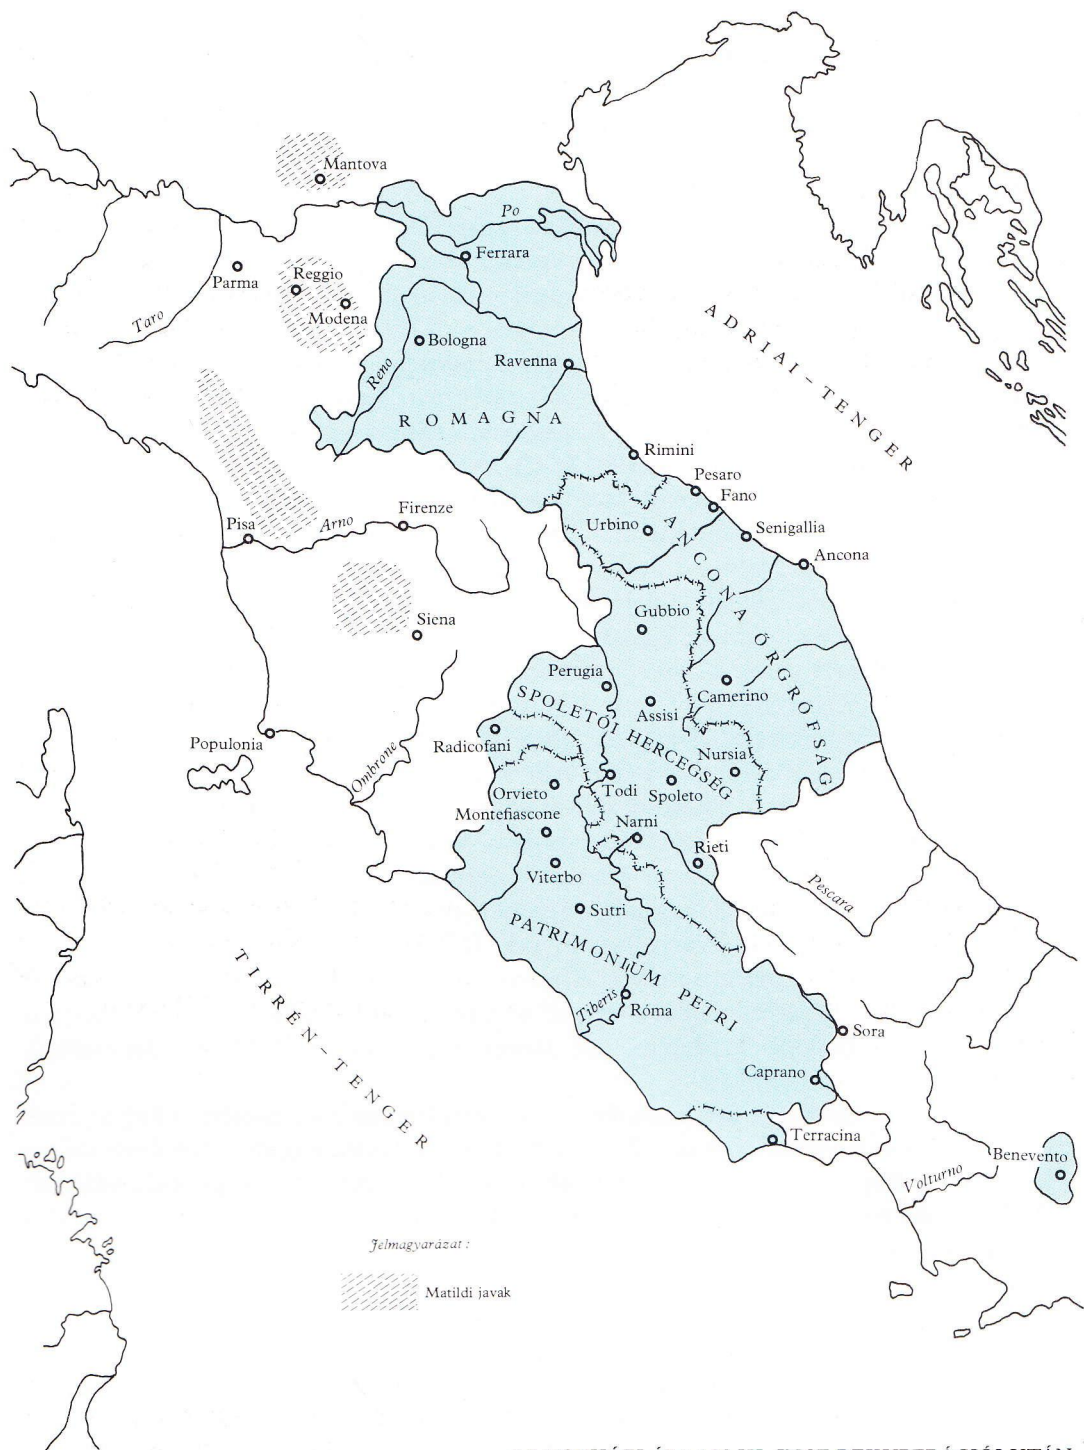 Mantova
Po
Ferrara
Parma
Reggio
Modena
Taro
Bologna
Reno
Ravenna
ADRIAI-TENGER
ROMAGNA
Rimini
Pesaro
Fano
Urbino
Senigallia
Ancona
ANCONA ŐRGRÓFSÁG
Pisa
Arno
Firenze
Siena
Gubbio
Perugia
Camerino
Assisi
SPOLETÓI HERCEGSÉG
Populonia
Ombrone
Radicofani
Nursia
Orvieto
Todi
Spoleto
Montefiascone
Narni
Rieti
Viterbo
Pescara
Sutri
PATRIMONIUM PETRI
TIRRÉN-TENGER
Tiberis
Róma
Sora
Caprano
Terracina
Benevento
Volturno
Jelmagyarázat:
Matildi javak